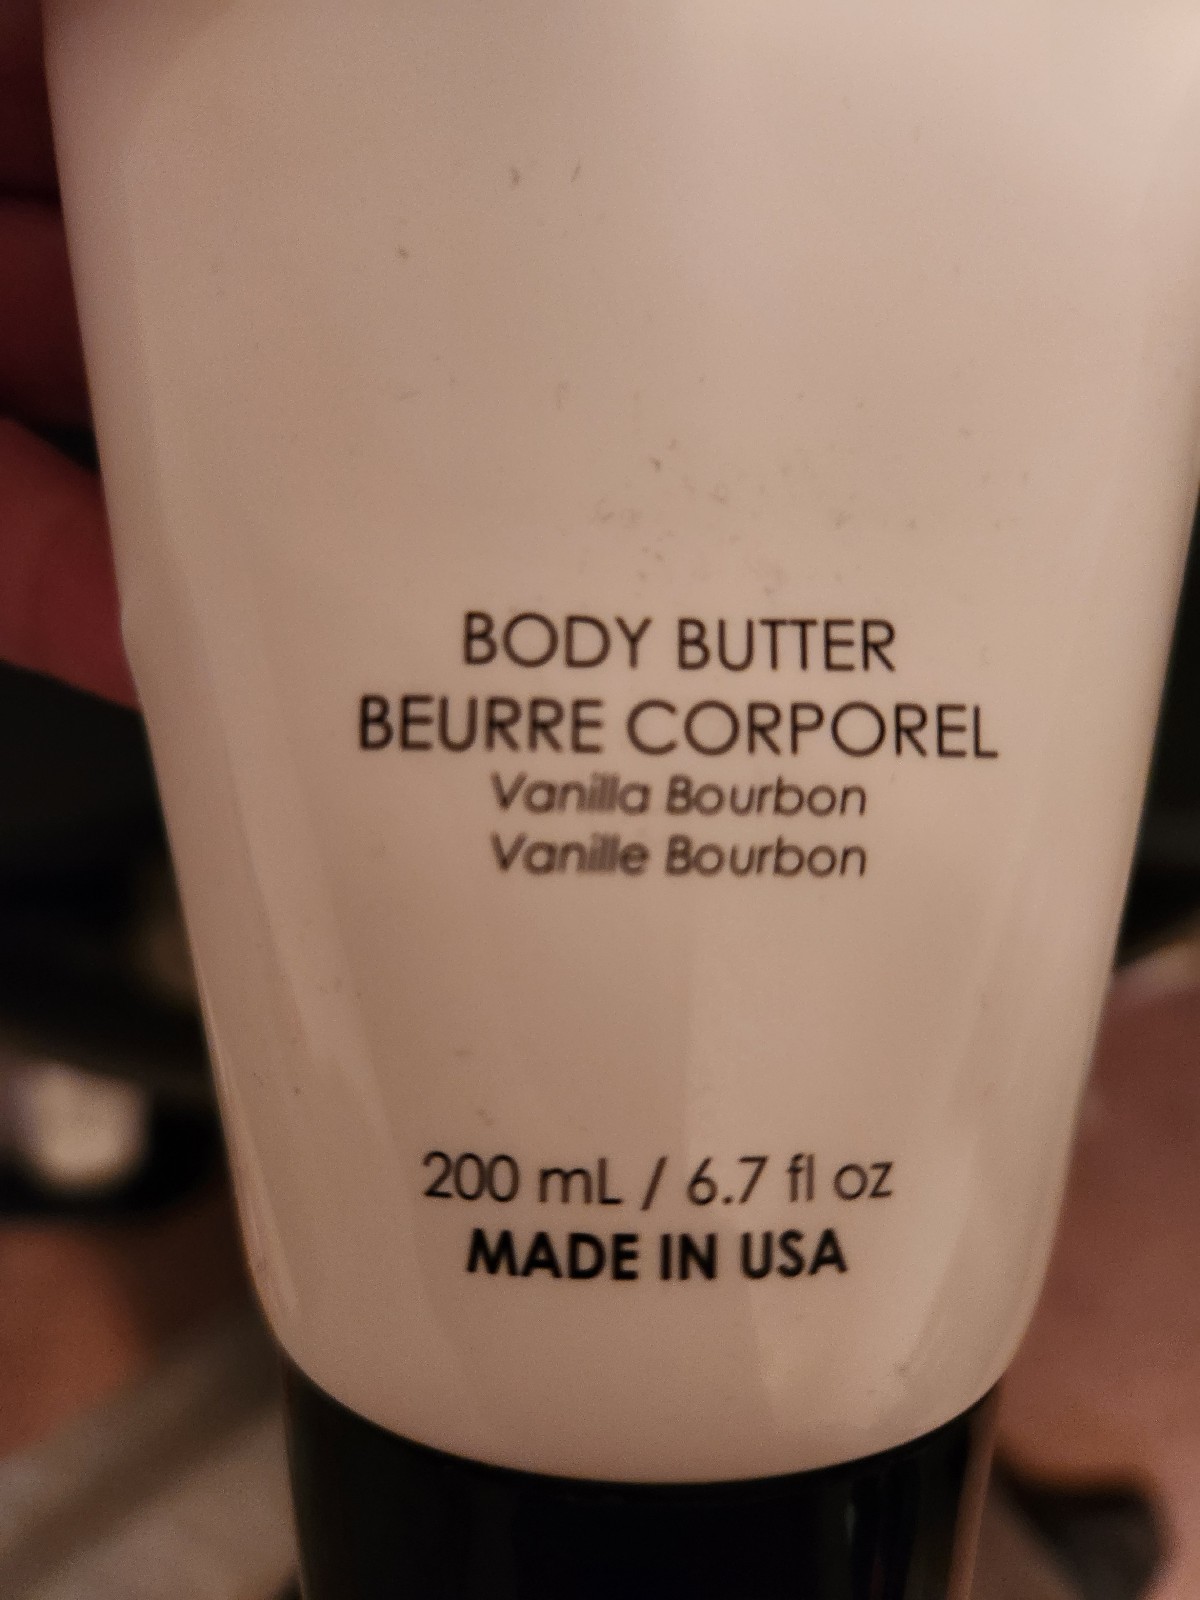 BODY BUTTER
BEURRE CORPOREL
Vanilla Bourbon
Vanille Bourbon
200 mL / 6.7 fl oz
MADE IN USA